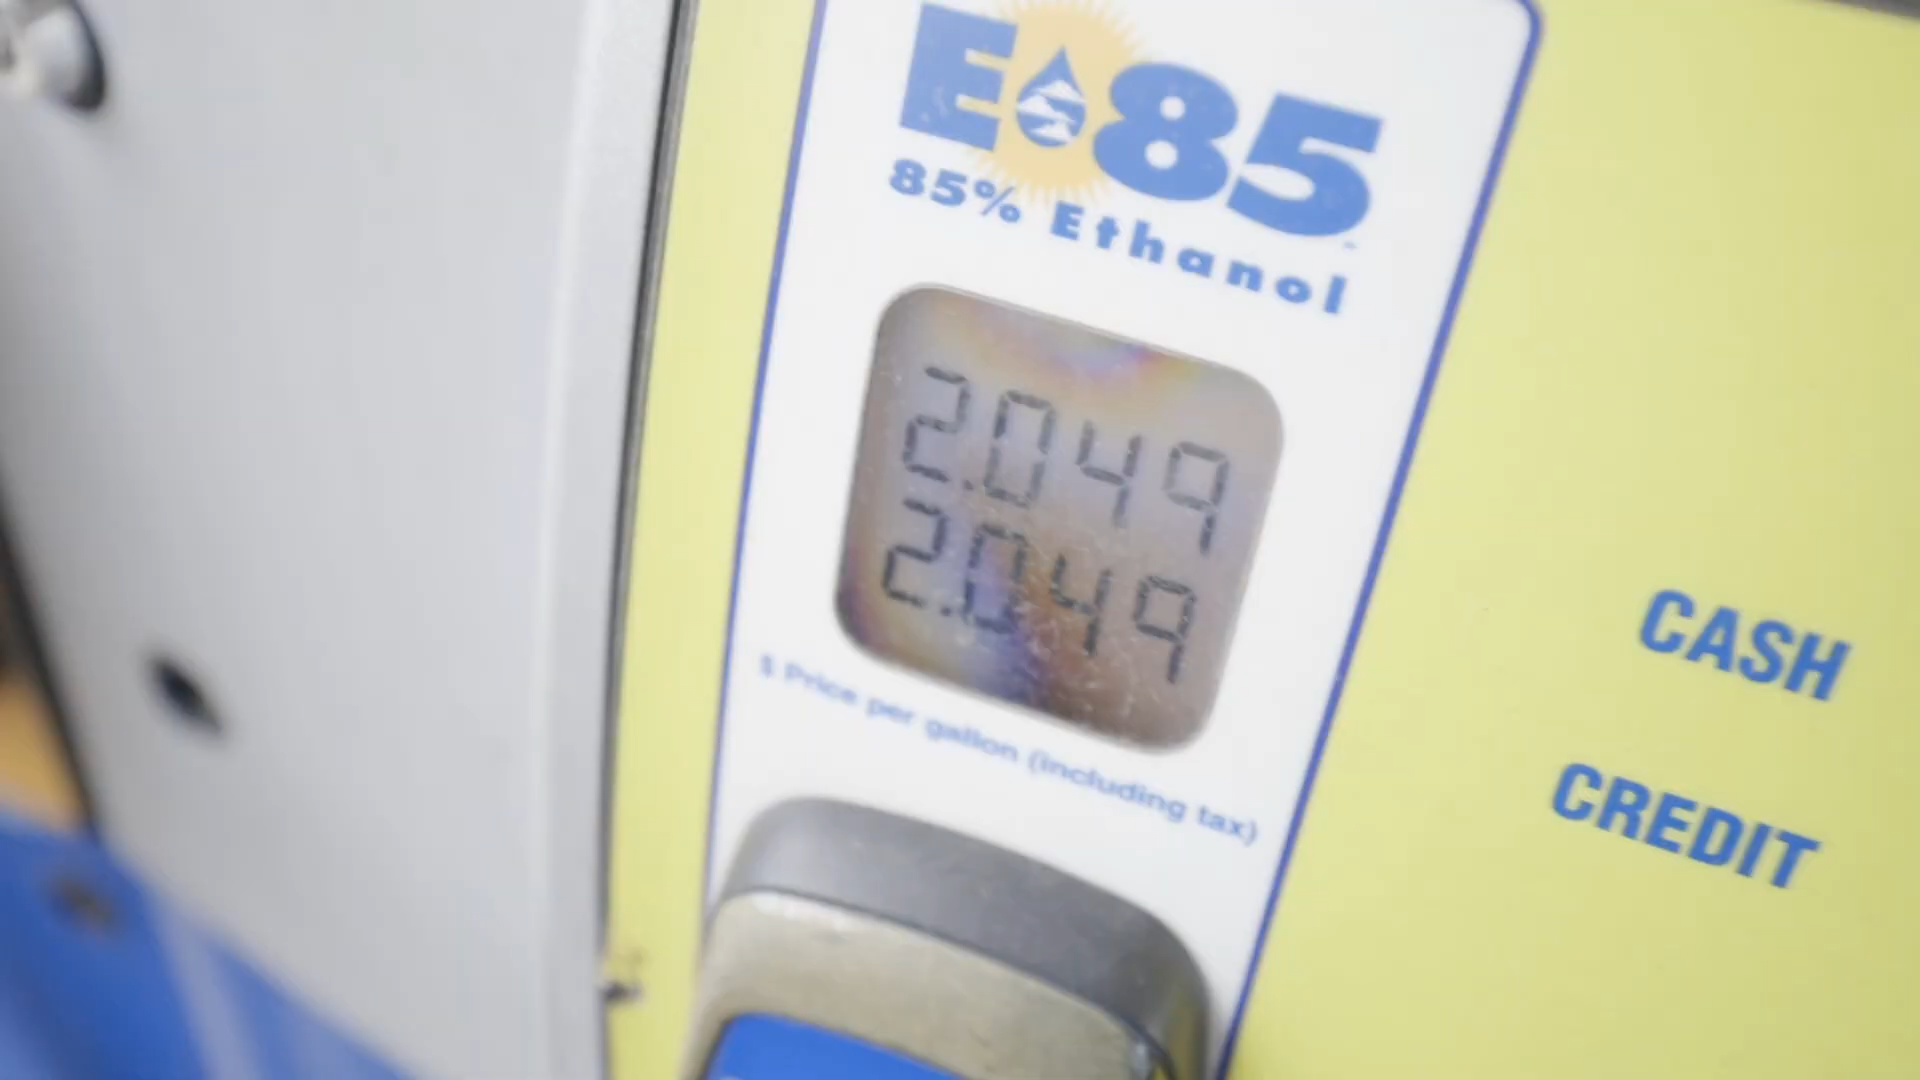 E85
85% Ethanol
2.049
2.049
$ Price per gallon (including tax)
CASH
CREDIT